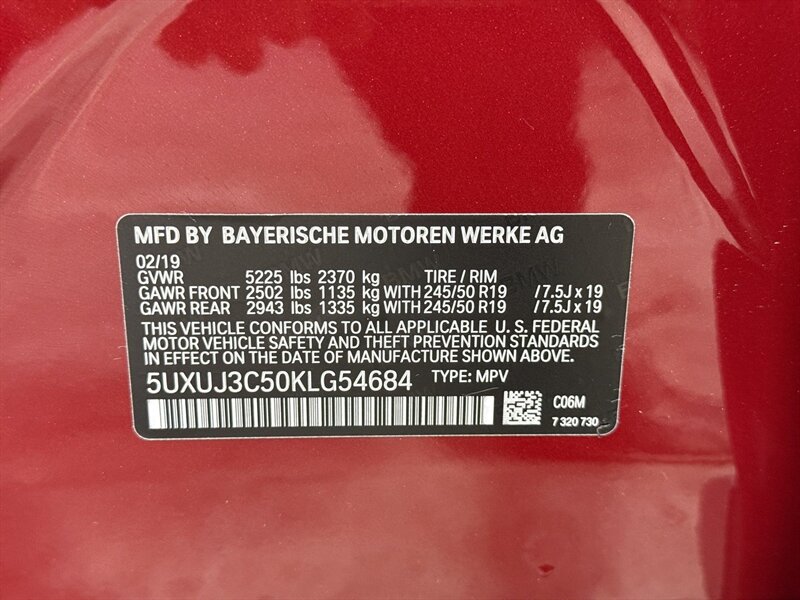 MFD BY BAYERISCHE MOTOREN WERKE AG
02/19
GVWR 5225 lbs 2370 kg TIRE / RIM
GAWR FRONT 2502 lbs 1135 kg WITH 245/50 R19 / 7.5J x 19
GAWR REAR 2943 lbs 1335 kg WITH 245/50 R19 / 7.5J x 19
THIS VEHICLE CONFORMS TO ALL APPLICABLE U. S. FEDERAL
MOTOR VEHICLE SAFETY AND THEFT PREVENTION STANDARDS
IN EFFECT ON THE DATE OF MANUFACTURE SHOWN ABOVE.
5UXUJ3C50KLG54684 TYPE: MPV
C06M
7 320 730